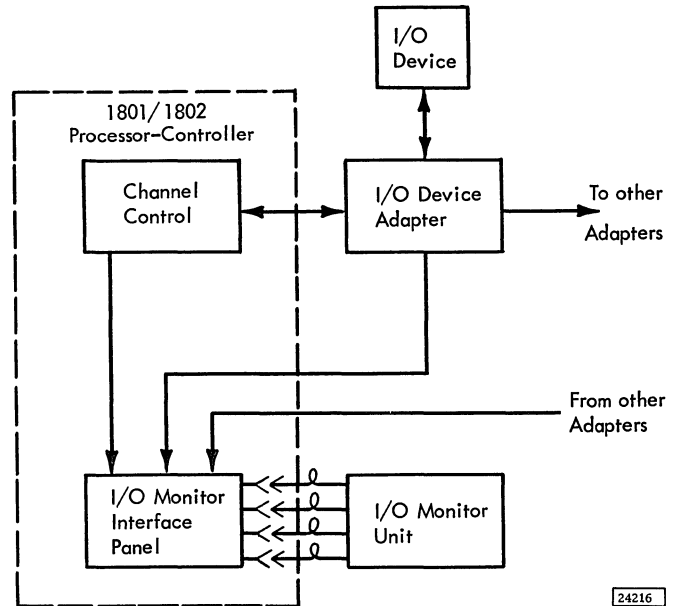 I/O
Device
1801/1802
Processor-Controller
Channel
Control
I/O Device
Adapter
To other
Adapters
From other
Adapters
I/O Monitor
Interface
Panel
I/O Monitor
Unit
24216